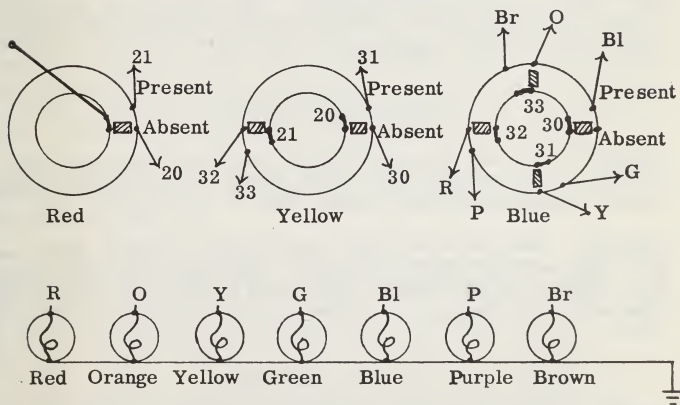 Br
O
21
31
Bl
Present
Present
Present
33
20
21
32
30
Absent
Absent
Absent
31
20
32
33
30
R
P
G
Y
Red
Yellow
Blue
R O Y G Bl P Br
Red Orange Yellow Green Blue Purple Brown